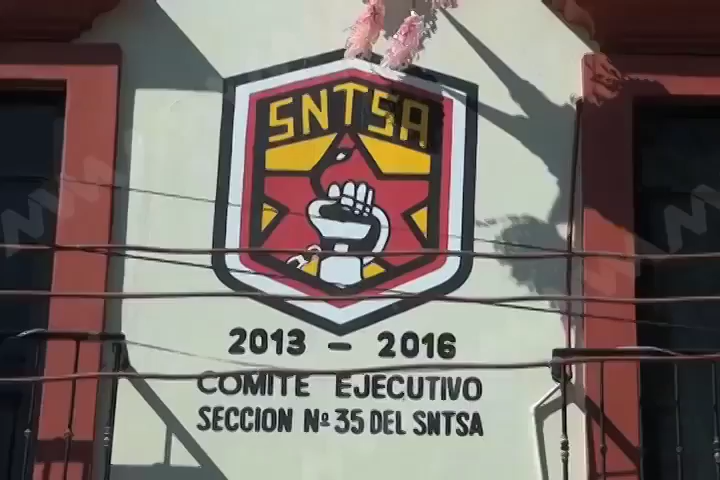 SNTSA
2013 - 2016
COMITE EJECUTIVO
SECCION Nº 35 DEL SNTSA